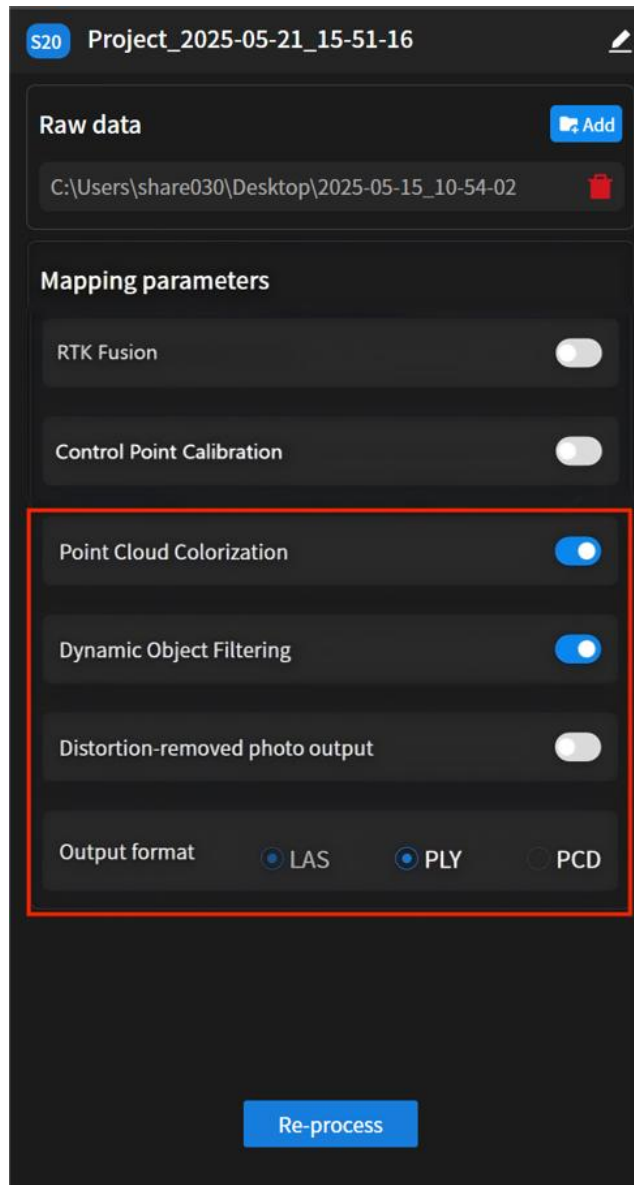 S20 Project_2025-05-21_15-51-16
Raw data Add
C:\Users\share030\Desktop\2025-05-15_10-54-02
Mapping parameters
RTK Fusion
Control Point Calibration
Point Cloud Colorization
Dynamic Object Filtering
Distortion-removed photo output
Output format LAS PLY PCD
Re-process